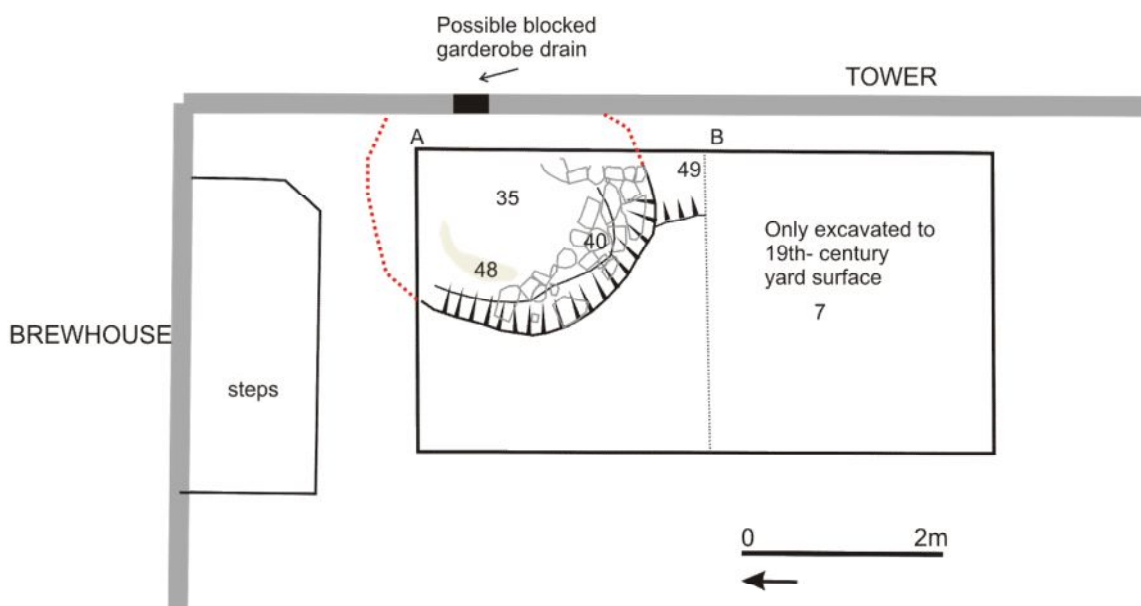 Possible blocked
garderobe drain
TOWER
A
B
49
35
Only excavated to
19th- century
yard surface
40
48
7
BREWHOUSE
steps
0 2m